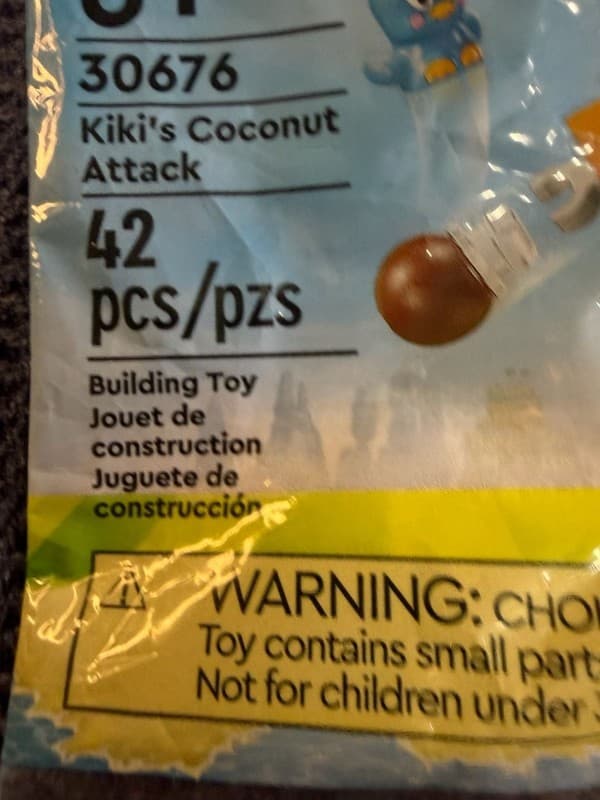 30676
Kiki's Coconut
Attack
42
pcs/pzs
Building Toy
Jouet de
construction
Juguete de
construcción
WARNING:
Toy contains small
Not for children under